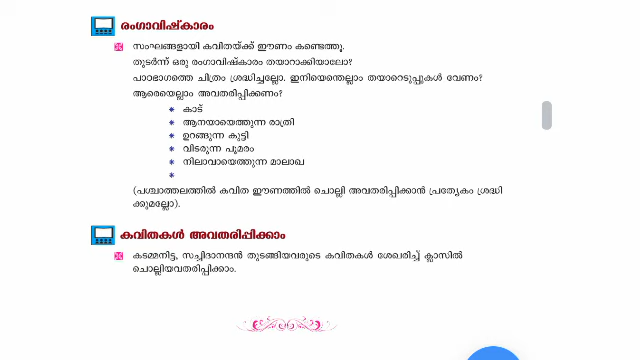 രംഗാവിഷ്കാരം
സംഘങ്ങളായി കവിതയ്ക്ക് ഈണം കണ്ടെത്തൂ.
തുടർന്ന് ഒരു രംഗാവിഷ്കാരം തയാറാക്കിയാലോ?
പാഠഭാഗത്തെ ചിത്രം ശ്രദ്ധിച്ചല്ലോ. ഇനിയെന്തെല്ലാം തയാറെടുപ്പുകൾ വേണം?
ആരെയെല്ലാം അവതരിപ്പിക്കണം?
* കാട്
* ആനയായെത്തുന്ന രാത്രി
* ഉറങ്ങുന്ന കുട്ടി
* വിടരുന്ന പൂമരം
* നിലാവായെത്തുന്ന മാലാഖ
*
(പശ്ചാത്തലത്തിൽ കവിത ഈണത്തിൽ ചൊല്ലി അവതരിപ്പിക്കാൻ പ്രത്യേകം ശ്രദ്ധി
ക്കുമല്ലോ).
കവിതകൾ അവതരിപ്പിക്കാം
കടമ്മനിട്ട, സച്ചിദാനന്ദൻ തുടങ്ങിയവരുടെ കവിതകൾ ശേഖരിച്ച് ക്ലാസിൽ
ചൊല്ലിയവതരിപ്പിക്കാം.